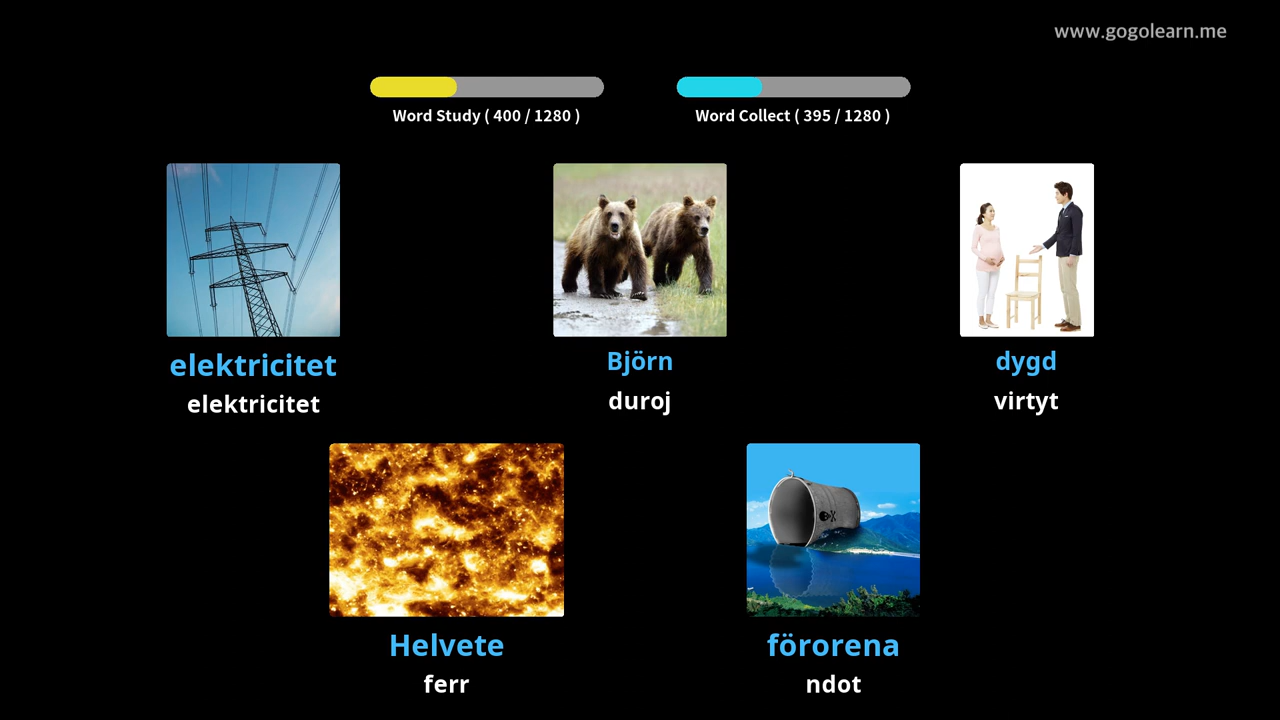 www.gogolearn.me
Word Study ( 400 / 1280 )
Word Collect ( 395 / 1280 )
elektricitet
elektricitet
Björn
duroj
dygd
virtyt
Helvete
ferr
förorena
ndot